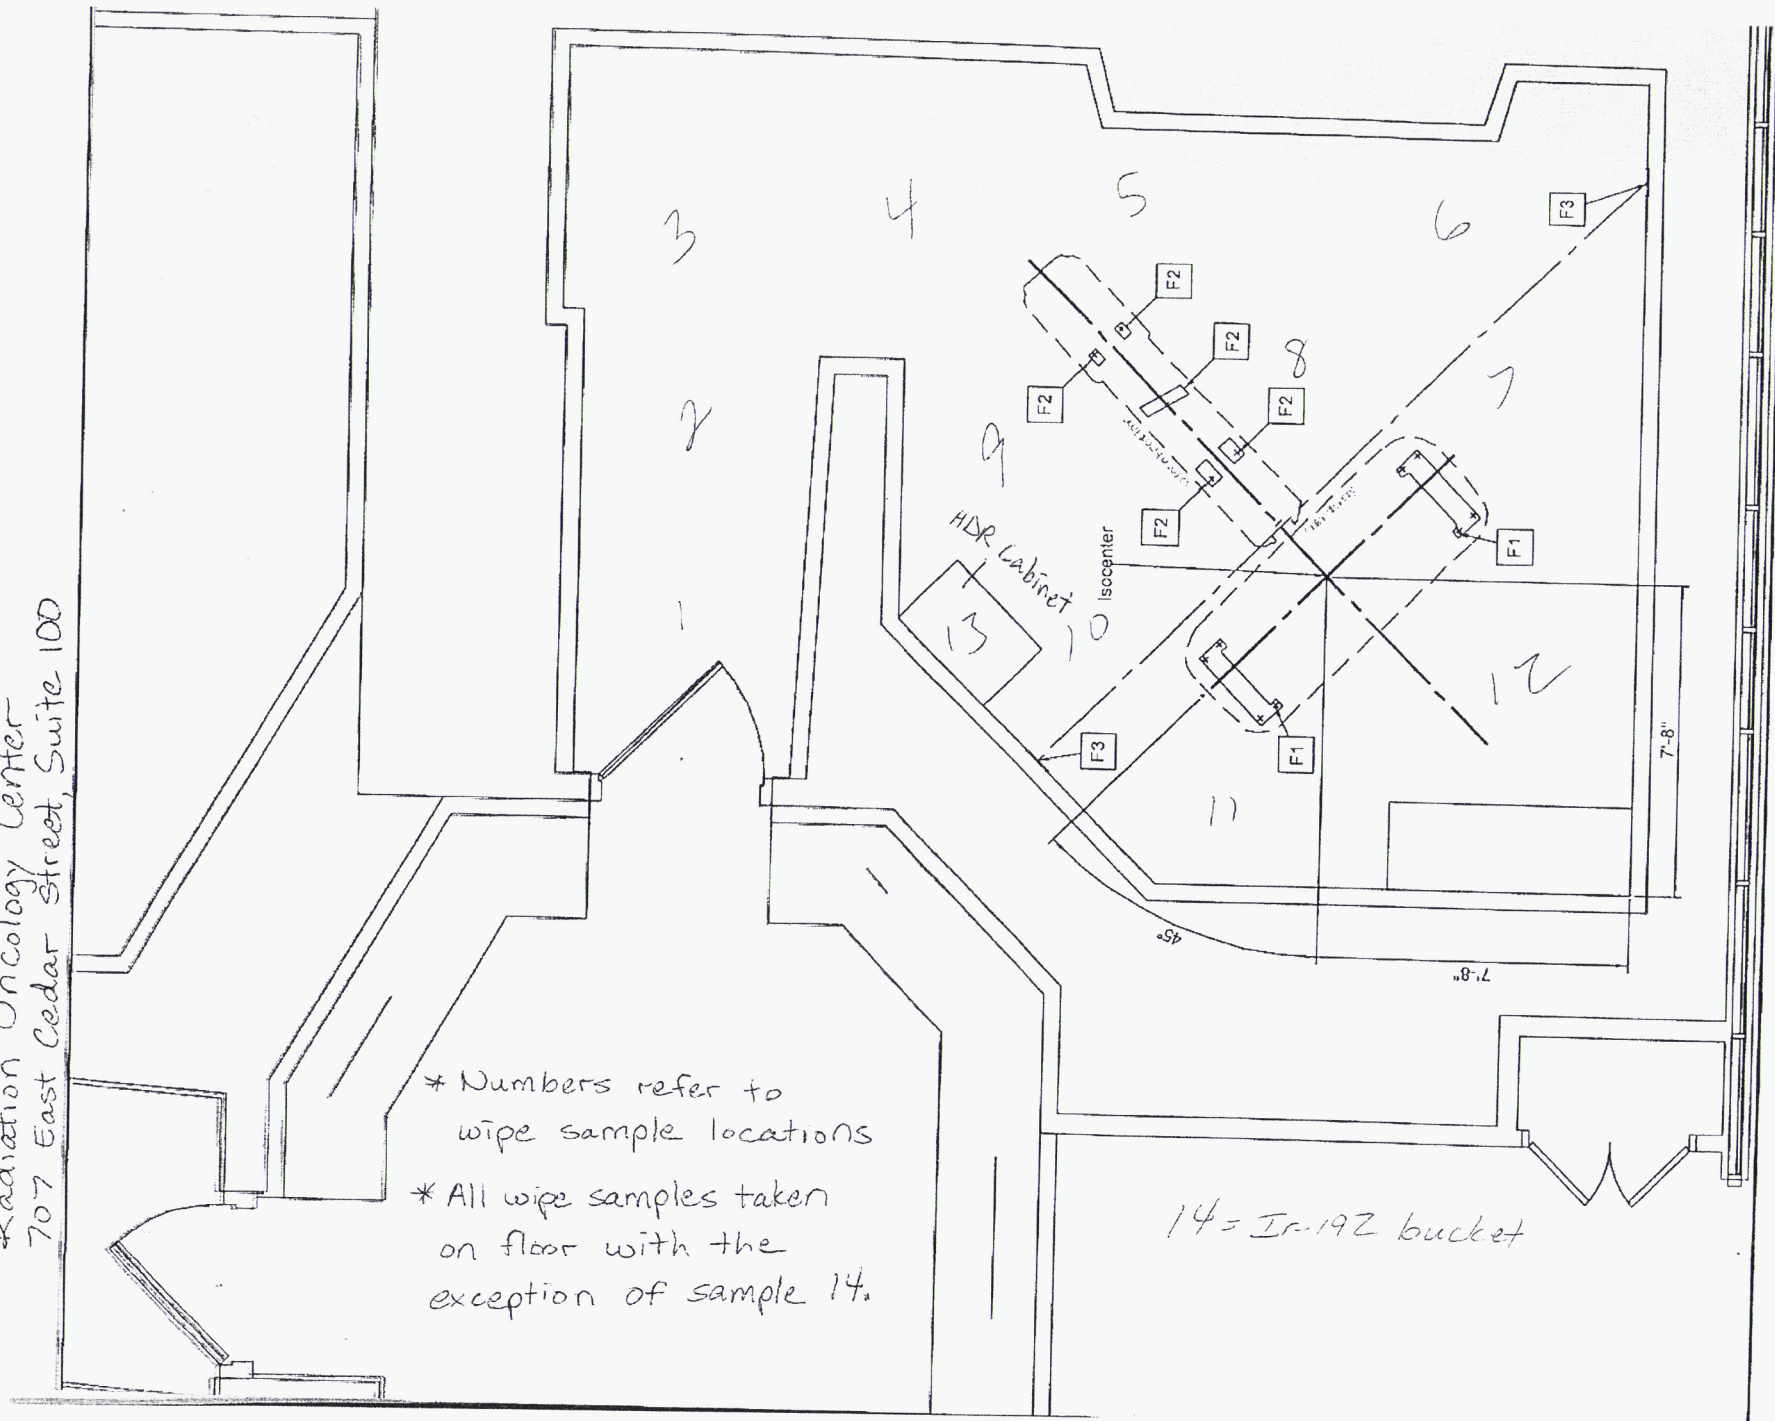 Radiation Oncology Center
707 East Cedar Street, Suite 100
3
4
5
6
F3
F2
F2
8
F2
F2
7
2
9
F2
HDR Cabinet
Isocenter
F1
1
13
10
12
F3
F1
7'-8"
11
45°
7'-8"
* Numbers refer to
wipe sample locations
* All wipe samples taken
on floor with the
exception of sample 14.
14 = Ir-192 bucket